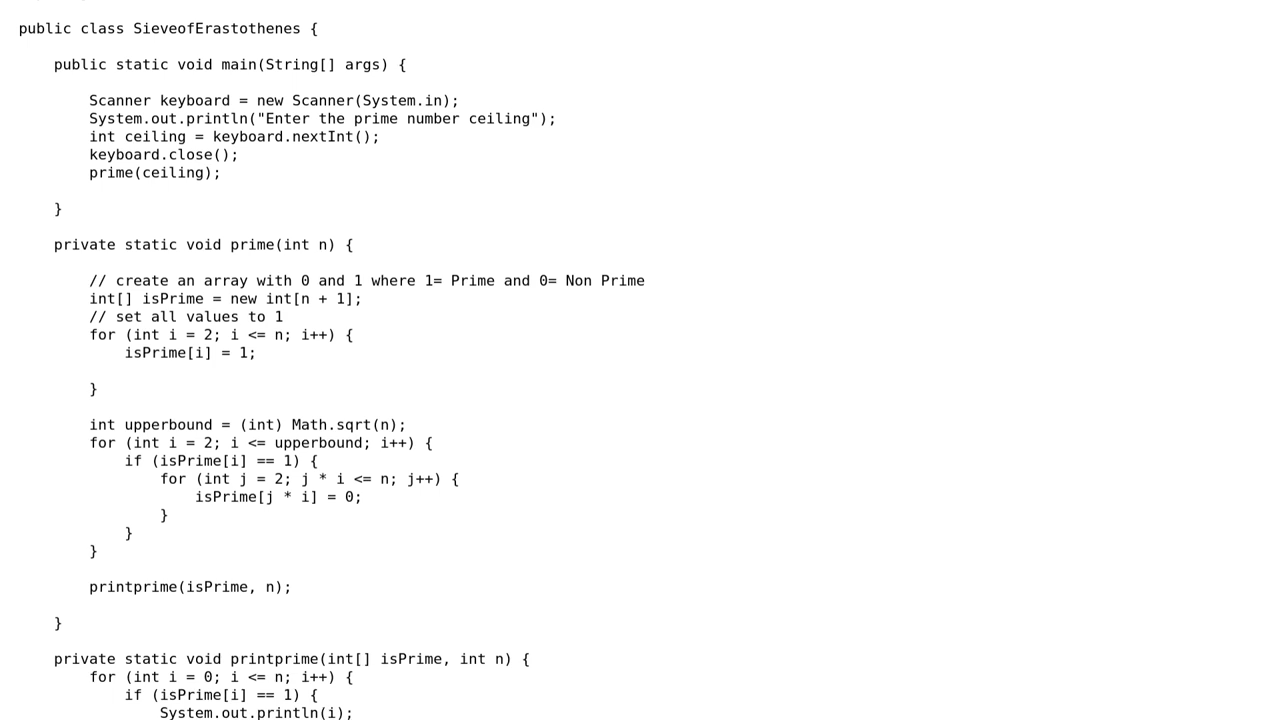 public class SieveofErastothenes {
public static void main(String[] args) {
Scanner keyboard = new Scanner(System.in);
System.out.println("Enter the prime number ceiling");
int ceiling = keyboard.nextInt();
keyboard.close();
prime(ceiling);
}
private static void prime(int n) {
// create an array with 0 and 1 where 1= Prime and 0= Non Prime
int[] isPrime = new int[n + 1];
// set all values to 1
for (int i = 2; i <= n; i++) {
isPrime[i] = 1;
}
int upperbound = (int) Math.sqrt(n);
for (int i = 2; i <= upperbound; i++) {
if (isPrime[i] == 1) {
for (int j = 2; j * i <= n; j++) {
isPrime[j * i] = 0;
}
}
}
printprime(isPrime, n);
}
private static void printprime(int[] isPrime, int n) {
for (int i = 0; i <= n; i++) {
if (isPrime[i] == 1) {
System.out.println(i);